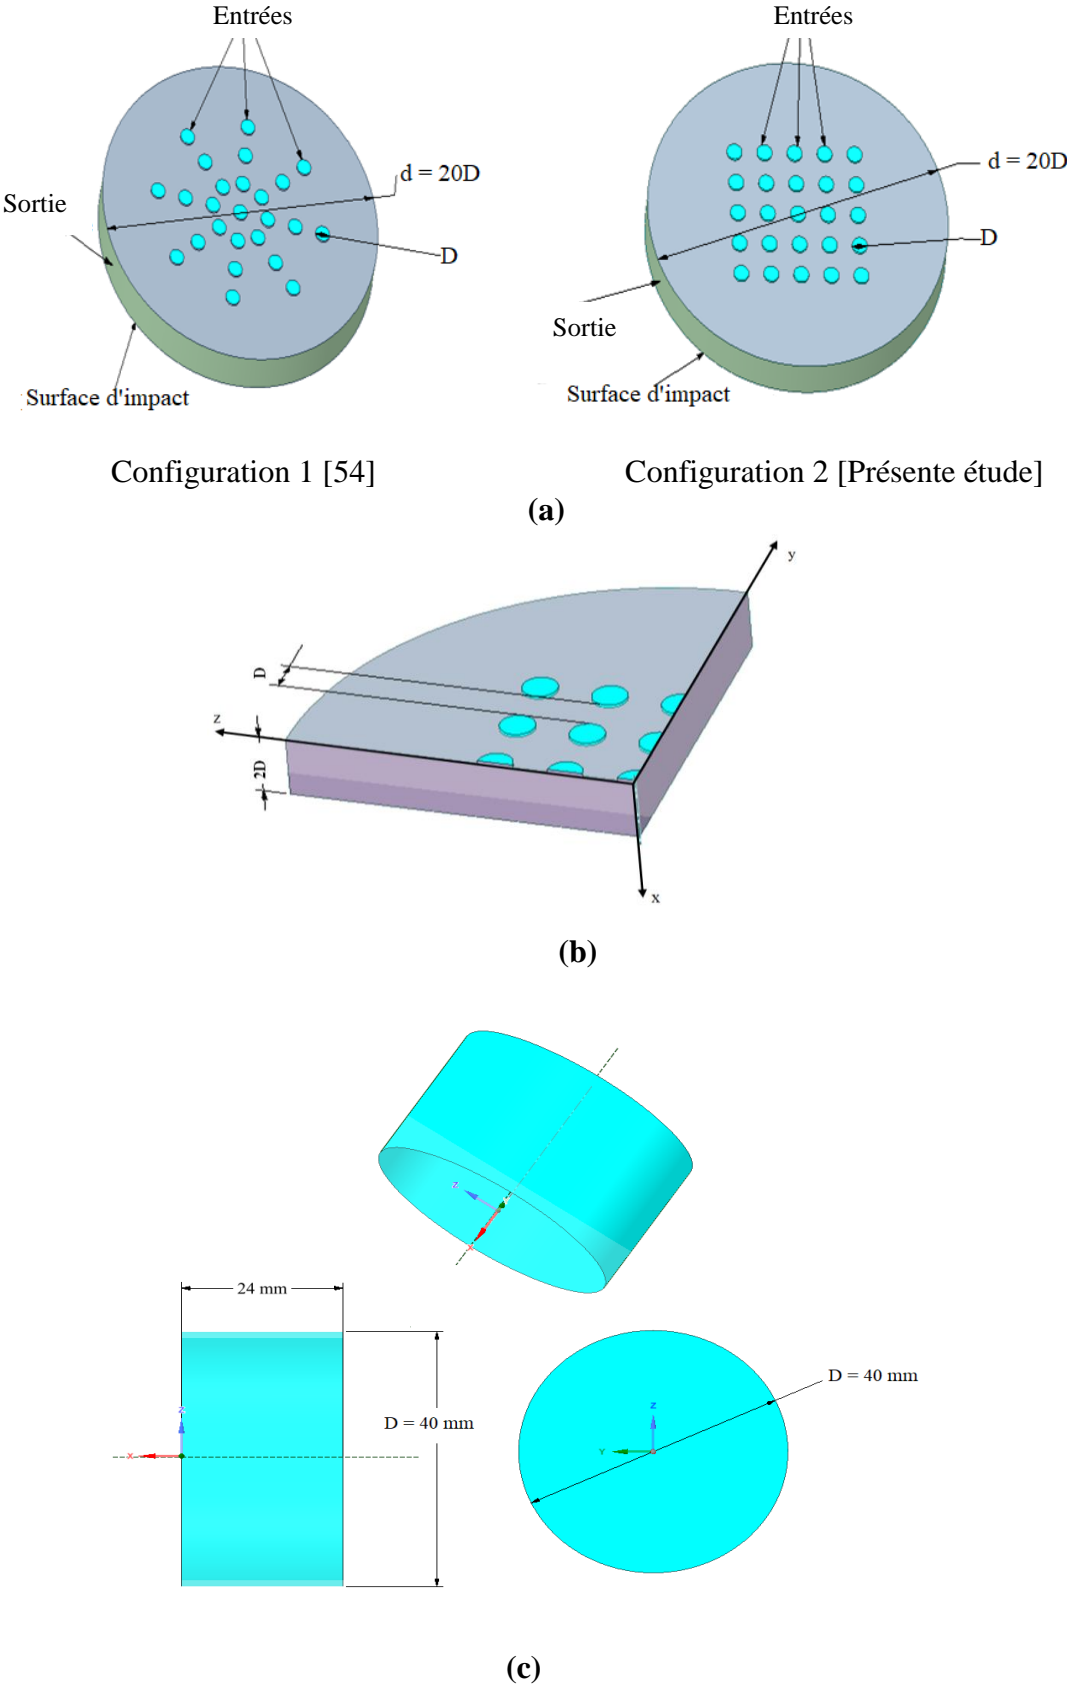 Entrées
Entrées
d = 20D
Sortie
D
Surface d'impact
d = 20D
D
Sortie
Surface d'impact
Configuration 1 [54]
Configuration 2 [Présente étude]
(a)
y
D
z
2D
x
(b)
Z
X
24 mm
D = 40 mm
Z
X
D = 40 mm
Z
Y
(c)